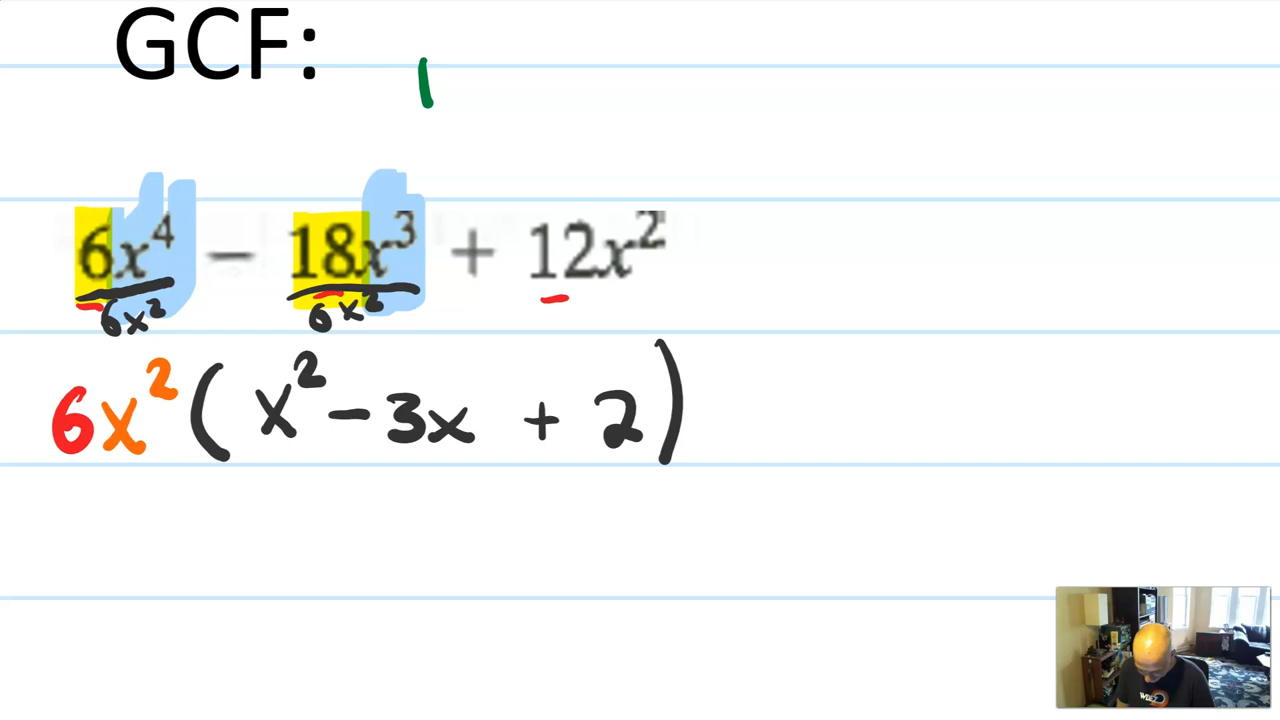 GCF:
6x⁴ − 18x³ + 12x²
6x² 6x²
6x² ( x² − 3x + 2 )